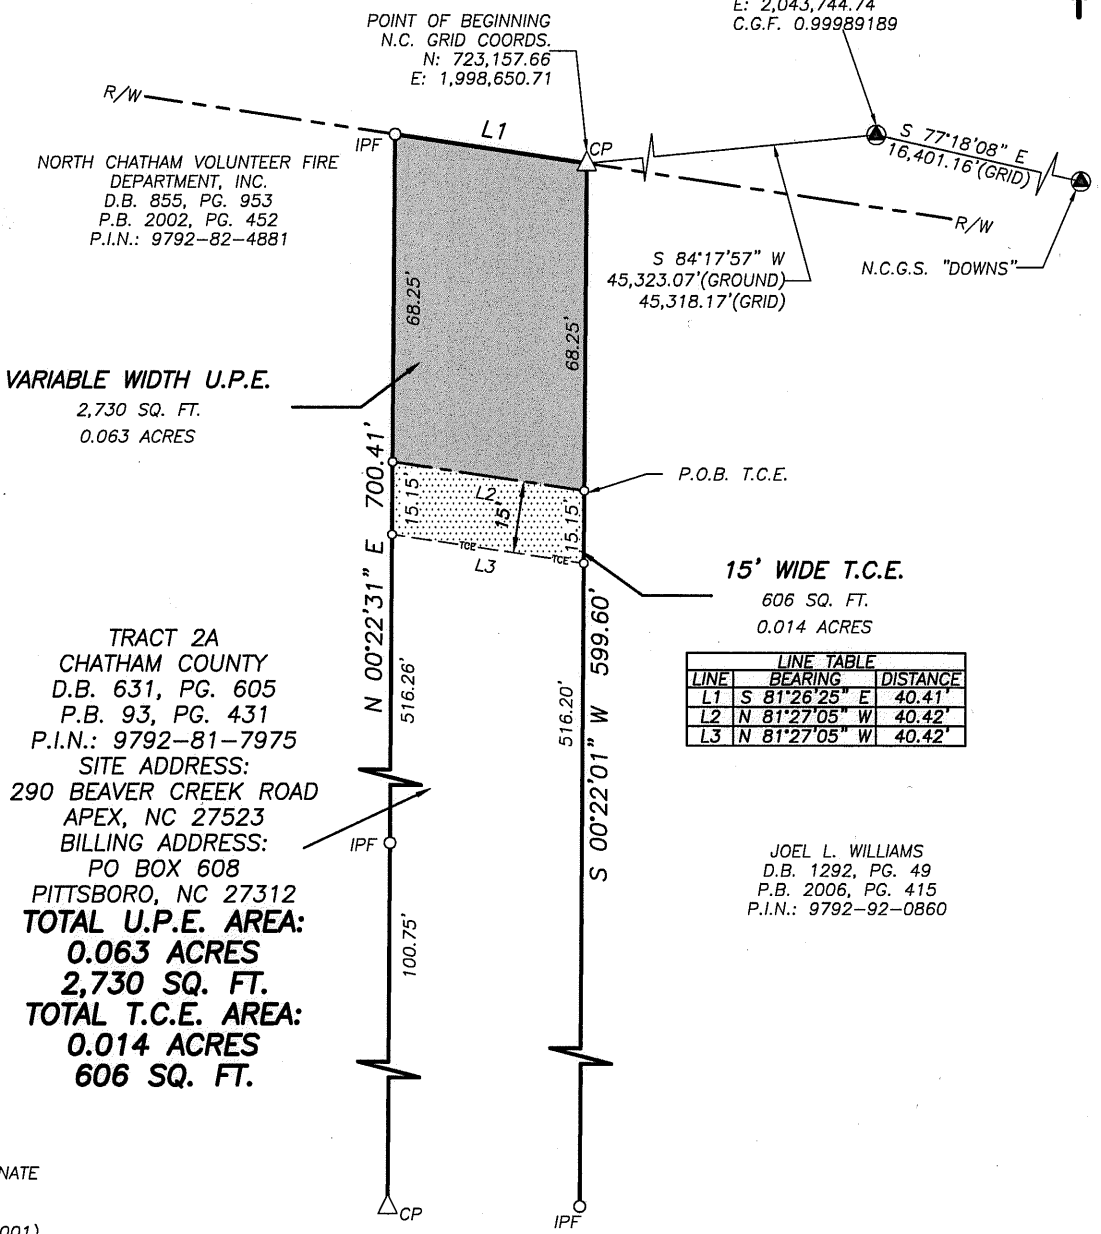 POINT OF BEGINNING
N.C. GRID COORDS.
N: 723,157.66
E: 1,998,650.71
E: 2,043,744.74
C.G.F. 0.99989189
R/W
IPF
L1
CP
S 77°18'08" E
16,401.16'(GRID)
NORTH CHATHAM VOLUNTEER FIRE
DEPARTMENT, INC.
D.B. 855, PG. 953
P.B. 2002, PG. 452
P.I.N.: 9792-82-4881
R/W
S 84°17'57" W
45,323.07'(GROUND)
45,318.17'(GRID)
N.C.G.S. "DOWNS"
68.25'
68.25'
VARIABLE WIDTH U.P.E.
2,730 SQ. FT.
0.063 ACRES
P.O.B. T.C.E.
L2
15.15'
15'
15.15'
TCE
TCE
L3
N 00°22'31" E 700.41'
15' WIDE T.C.E.
606 SQ. FT.
0.014 ACRES
LINE TABLE
LINE BEARING DISTANCE
L1 S 81°26'25" E 40.41'
L2 N 81°27'05" W 40.42'
L3 N 81°27'05" W 40.42'
516.26'
516.20'
S 00°22'01" W 599.60'
TRACT 2A
CHATHAM COUNTY
D.B. 631, PG. 605
P.B. 93, PG. 431
P.I.N.: 9792-81-7975
SITE ADDRESS:
290 BEAVER CREEK ROAD
APEX, NC 27523
BILLING ADDRESS:
PO BOX 608
PITTSBORO, NC 27312
TOTAL U.P.E. AREA:
0.063 ACRES
2,730 SQ. FT.
TOTAL T.C.E. AREA:
0.014 ACRES
606 SQ. FT.
IPF
100.75'
JOEL L. WILLIAMS
D.B. 1292, PG. 49
P.B. 2006, PG. 415
P.I.N.: 9792-92-0860
NATE
001)
CP
IPF